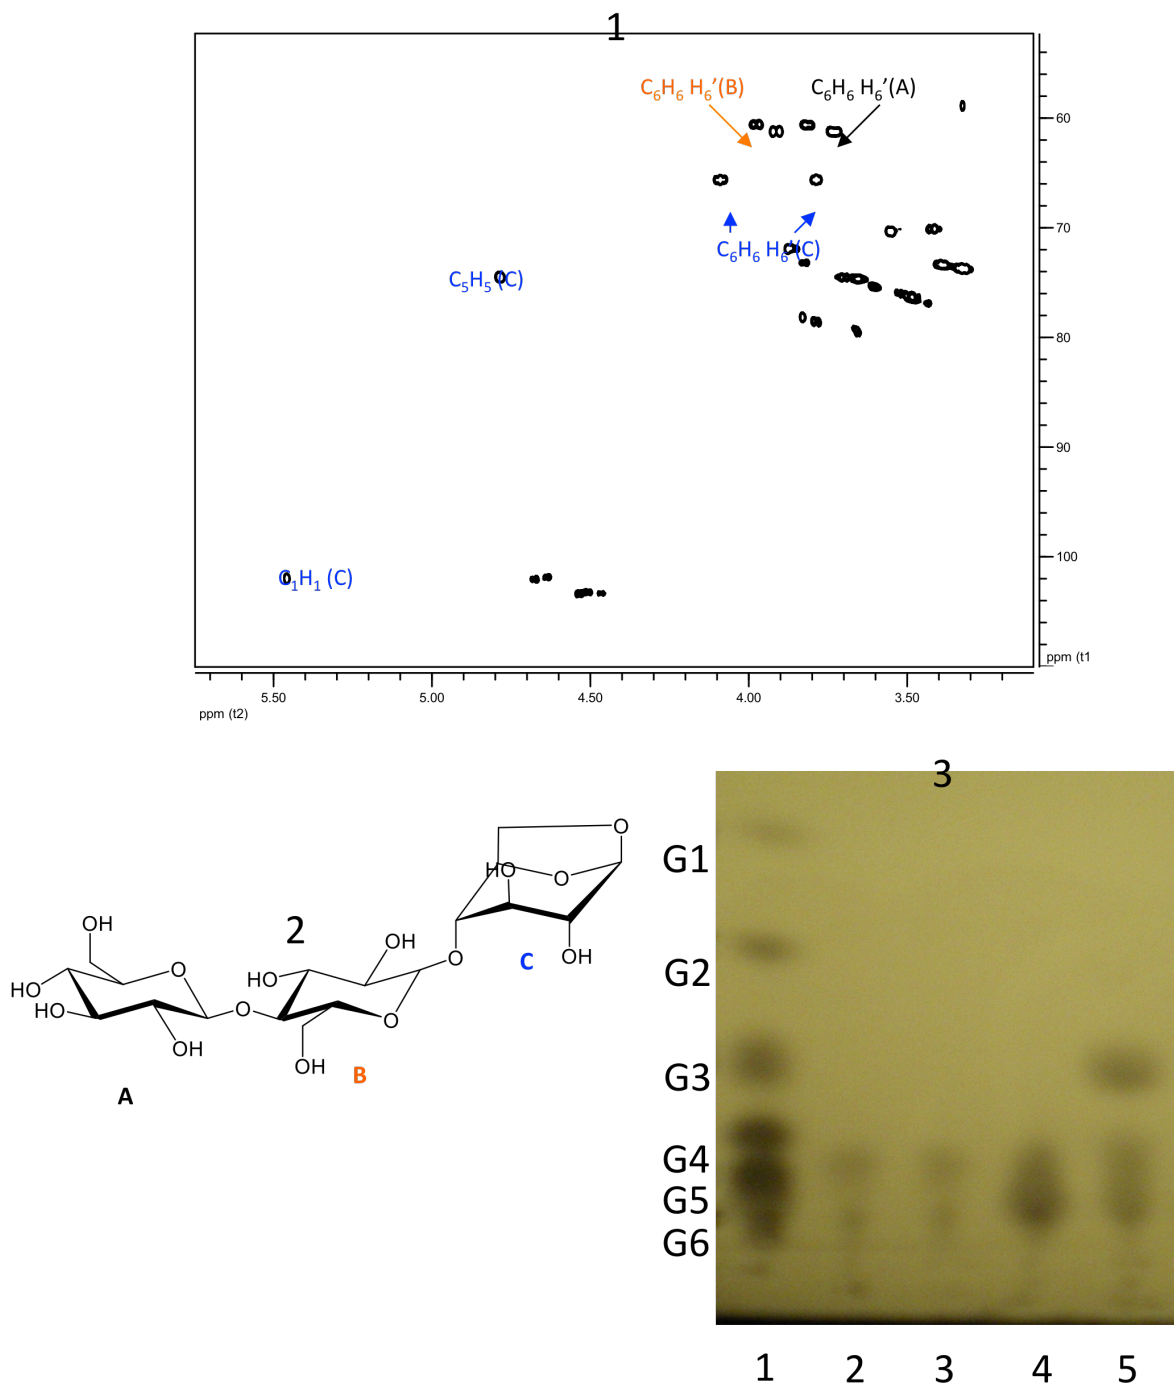 1
C₆H₆ H₆’(B)
C₆H₆ H₆’(A)
60
70
C₆H₆ H₆’(C)
C₅H₅ (C)
80
90
100
C₁H₁ (C)
ppm (t1
5.50
5.00
4.50
4.00
3.50
ppm (t2)
3
O
HO
O
G1
OH
2
OH
O
C
OH
G2
O
HO
HO
HO
O
O
OH
OH
B
A
G3
G4
G5
G6
1
2
3
4
5